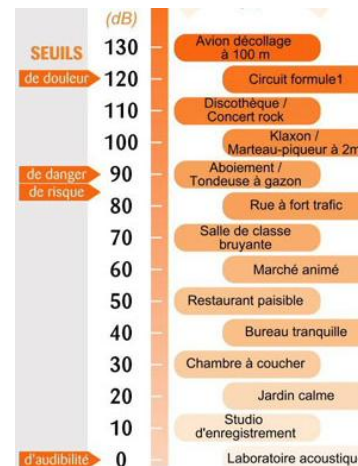 (dB)
SEUILS
130
Avion décollage
à 100 m
de douleur
120
Circuit formule1
110
Discothèque /
Concert rock
100
Klaxon /
Marteau-piqueur à 2m
de danger
90
Aboiement /
Tondeuse à gazon
de risque
80
Rue à fort trafic
70
Salle de classe
bruyante
60
Marché animé
50
Restaurant paisible
40
Bureau tranquille
30
Chambre à coucher
20
Jardin calme
10
Studio
d'enregistrement
d'audibilité
0
Laboratoire acoustiqu